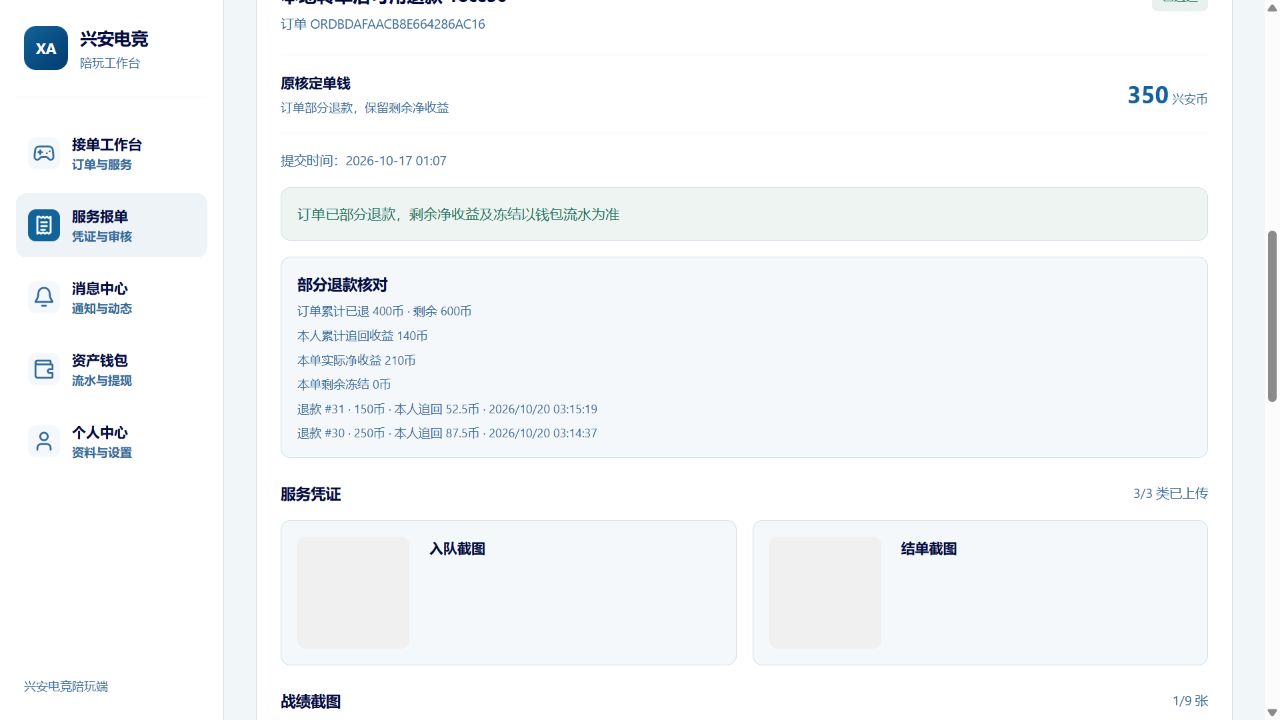 XA
兴安电竞
陪玩工作台
接单工作台
订单与服务
服务报单
凭证与审核
消息中心
通知与动态
资产钱包
流水与提现
个人中心
资料与设置
兴安电竞陪玩端
订单 ORDBDAFAACB8E664286AC16
原核定单钱
订单部分退款，保留剩余净收益
350 兴安币
提交时间：2026-10-17 01:07
订单已部分退款，剩余净收益及冻结以钱包流水为准
部分退款核对
订单累计已退 400币 · 剩余 600币
本人累计追回收益 140币
本单实际净收益 210币
本单剩余冻结 0币
退款 #31 · 150币 · 本人追回 52.5币 · 2026/10/20 03:15:19
退款 #30 · 250币 · 本人追回 87.5币 · 2026/10/20 03:14:37
服务凭证
3/3 类已上传
入队截图
结单截图
战绩截图
1/9 张